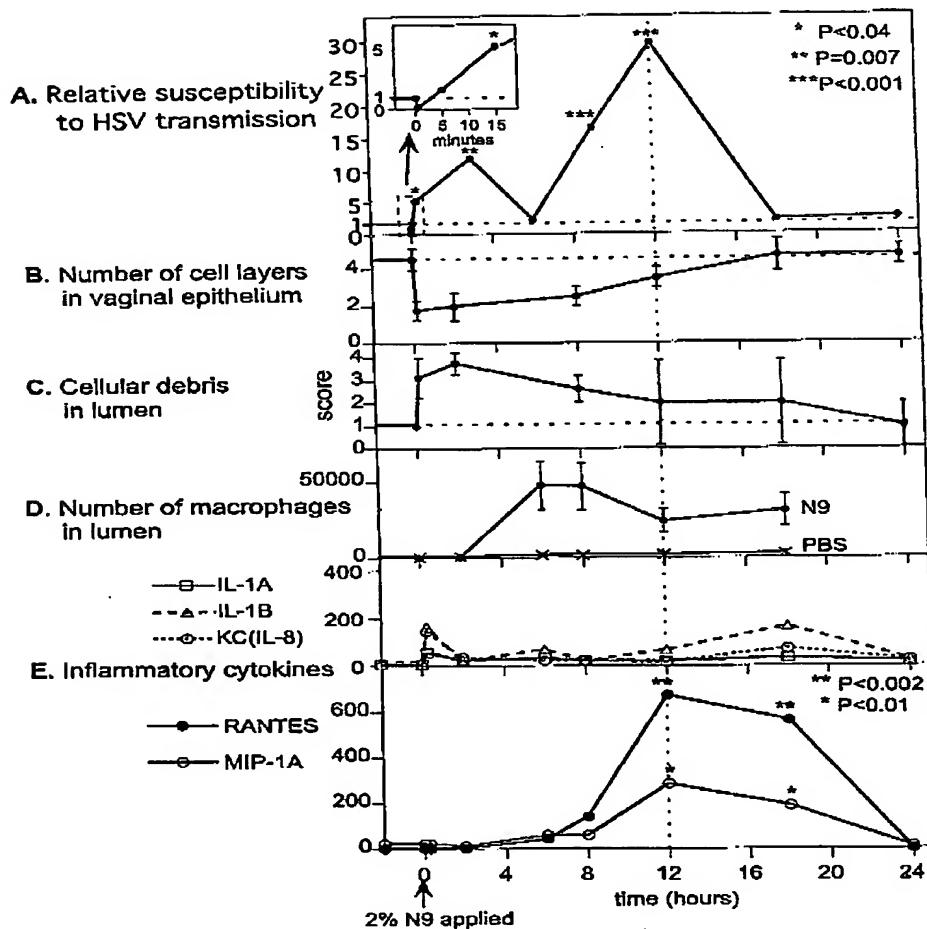 * P<0.04
** P=0.007
***P<0.001
A. Relative susceptibility
to HSV transmission
30
25
20
15
10
5
1
0
5
1
0
0 5 10 15
minutes
*
*
**
***
***
B. Number of cell layers
in vaginal epithelium
4
2
0
C. Cellular debris
in lumen
score
4
3
2
1
0
D. Number of macrophages
in lumen
50000
0
N9
PBS
IL-1A
IL-1B
KC(IL-8)
400
200
0
E. Inflammatory cytokines
** P<0.002
* P<0.01
RANTES
MIP-1A
600
400
200
0
**
**
*
*
0 4 8 12 16 20 24
time (hours)
2% N9 applied